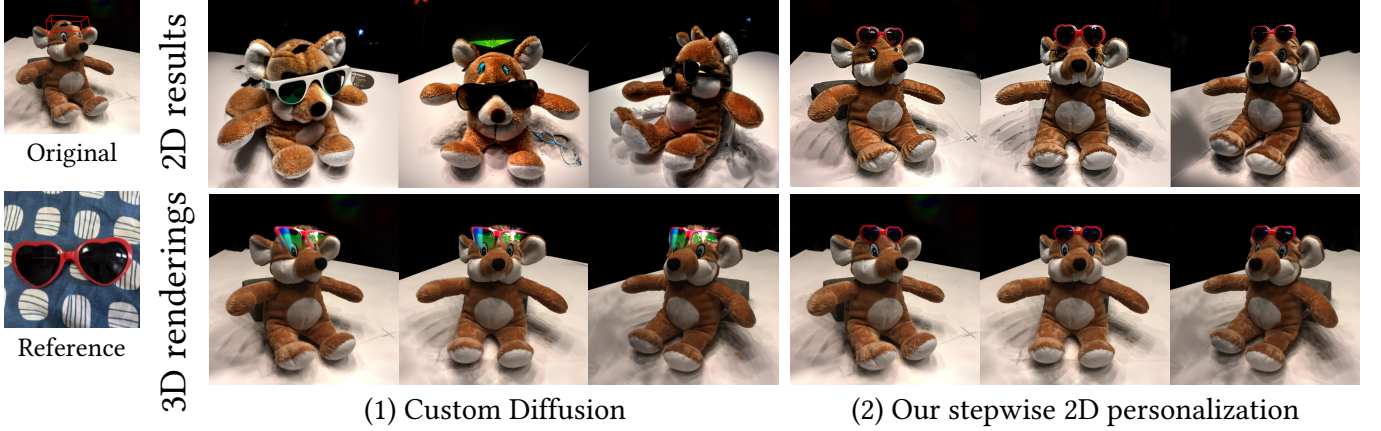 Original
Reference
2D results
3D renderings
(1) Custom Diffusion
(2) Our stepwise 2D personalization